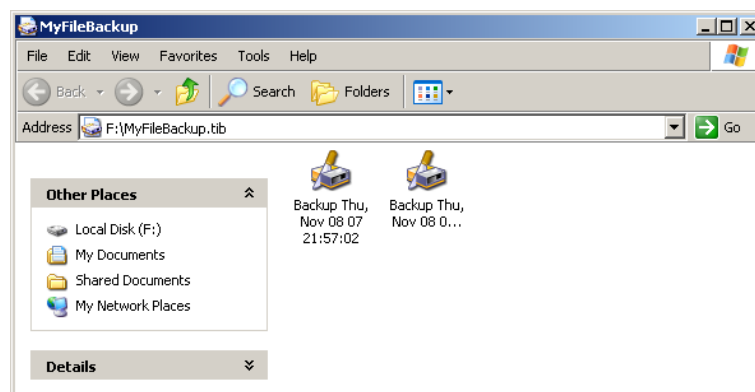 MyFileBackup
File Edit View Favorites Tools Help
Back Search Folders
Address F:\MyFileBackup.tib Go
Other Places
Local Disk (F:)
My Documents
Shared Documents
My Network Places
Details
Backup Thu,
Nov 08 07
21:57:02
Backup Thu,
Nov 08 0...